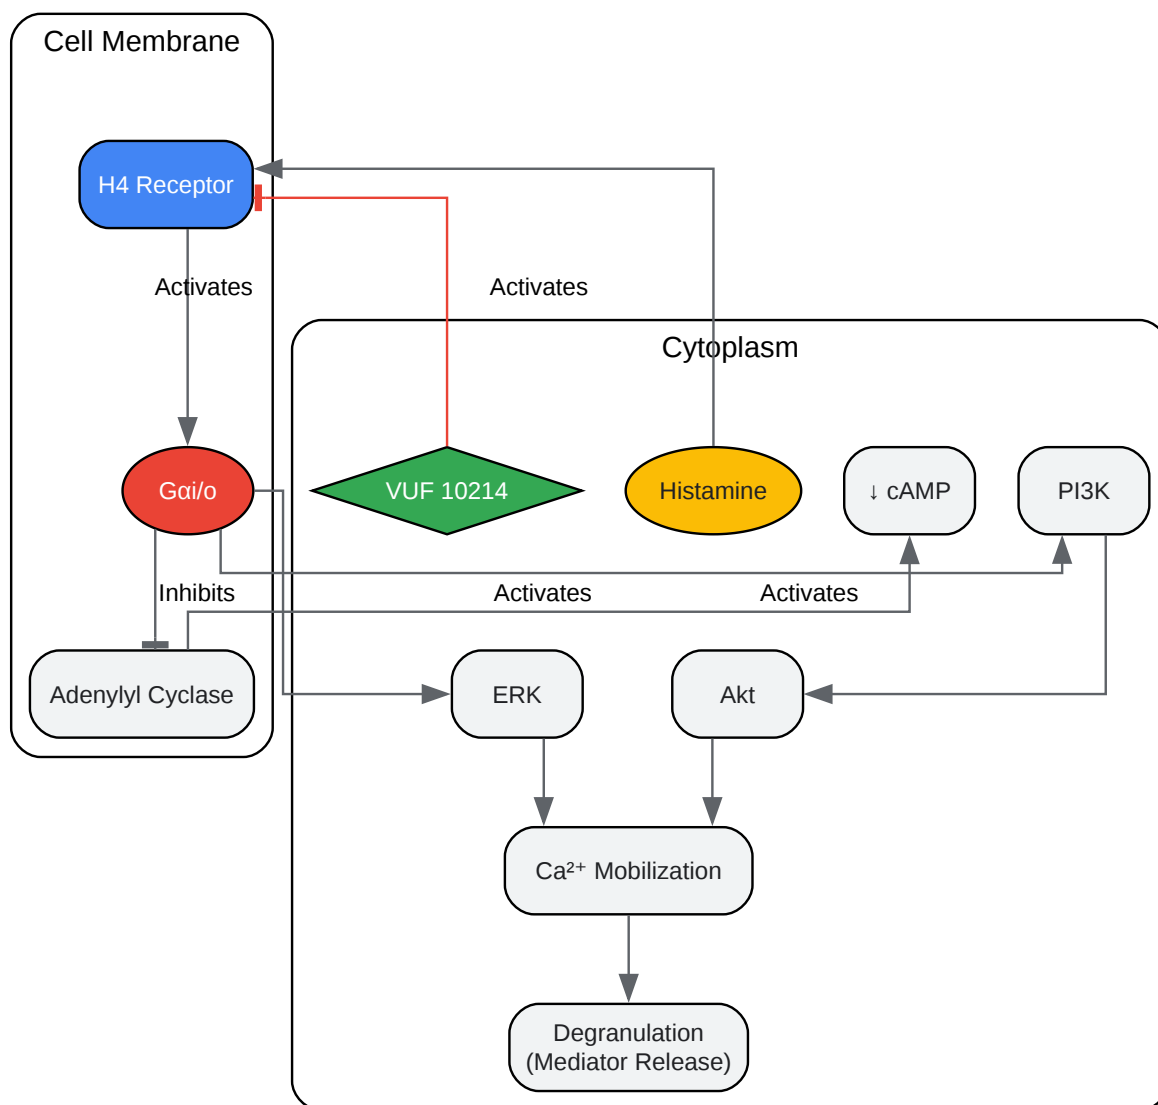 Cell Membrane
H4 Receptor
Activates
Activates
Cytoplasm
Gαi/o
VUF 10214
Histamine
↓ cAMP
PI3K
Inhibits
Activates
Activates
Adenylyl Cyclase
ERK
Akt
Ca²⁺ Mobilization
Degranulation
(Mediator Release)